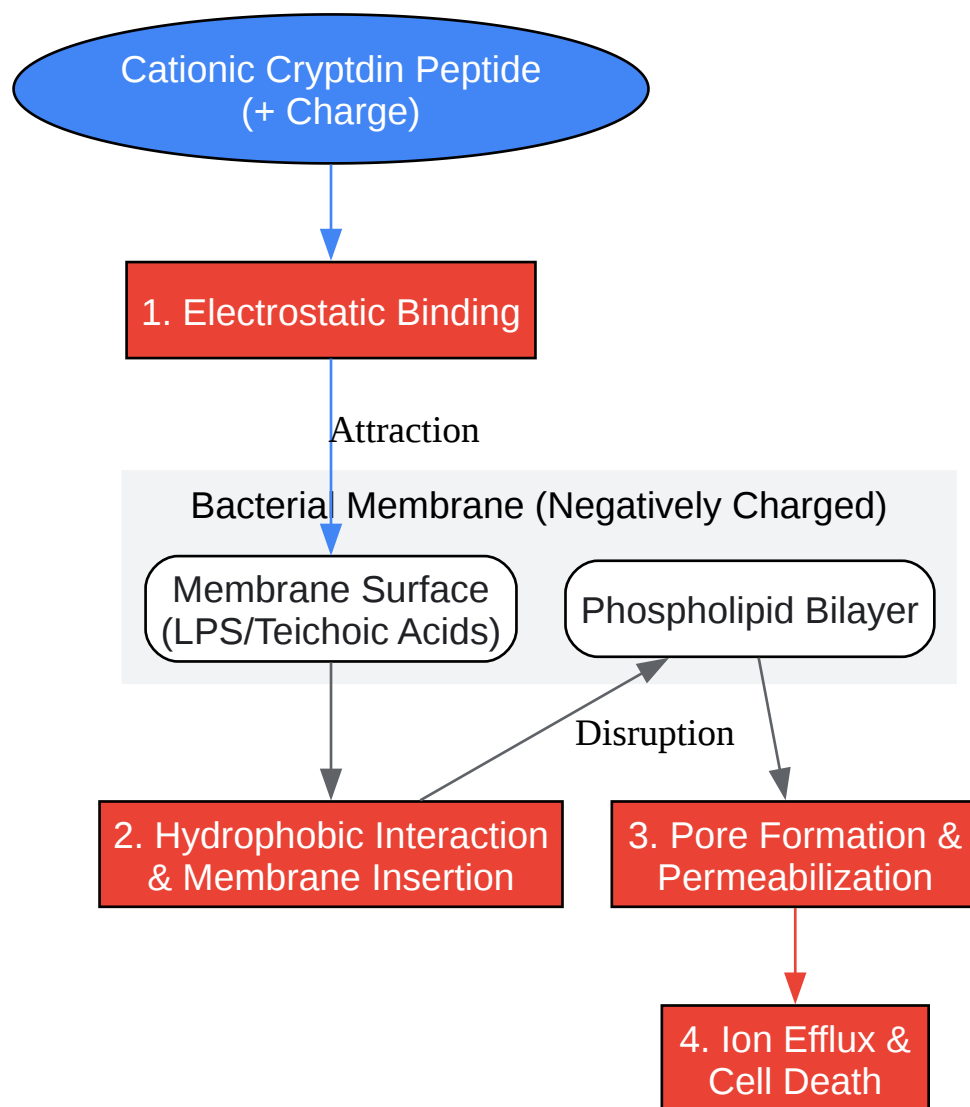 Cationic Cryptdin Peptide
(+ Charge)
1. Electrostatic Binding
Attraction
Bacterial Membrane (Negatively Charged)
Membrane Surface
(LPS/Teichoic Acids)
Phospholipid Bilayer
Disruption
2. Hydrophobic Interaction
& Membrane Insertion
3. Pore Formation &
Permeabilization
4. Ion Efflux &
Cell Death